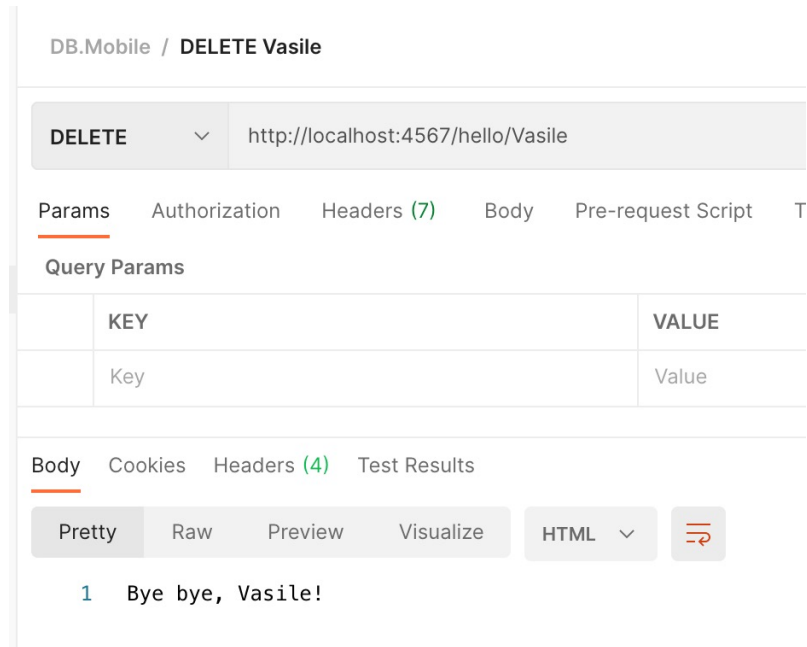 DB.Mobile / DELETE Vasile
DELETE http://localhost:4567/hello/Vasile
Params Authorization Headers (7) Body Pre-request Script T
Query Params
KEY VALUE
Key Value
Body Cookies Headers (4) Test Results
Pretty Raw Preview Visualize HTML
1 Bye bye, Vasile!